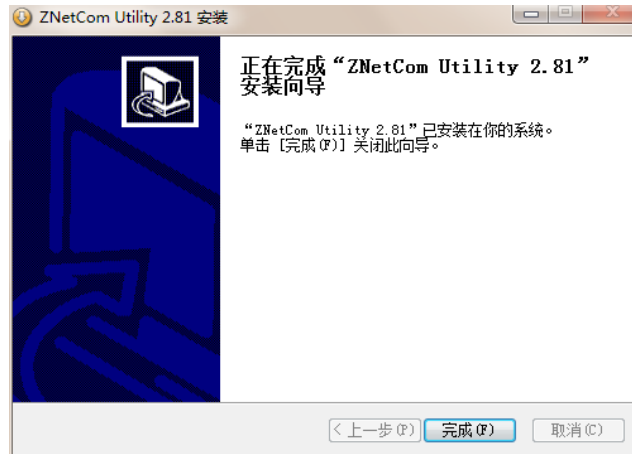 ZNetCom Utility 2.81 安装
正在完成“ZNetCom Utility 2.81”
安装向导
“ZNetCom Utility 2.81”已安装在你的系统。
单击 [完成(F)] 关闭此向导。
< 上一步(P)
完成(F)
取消(C)